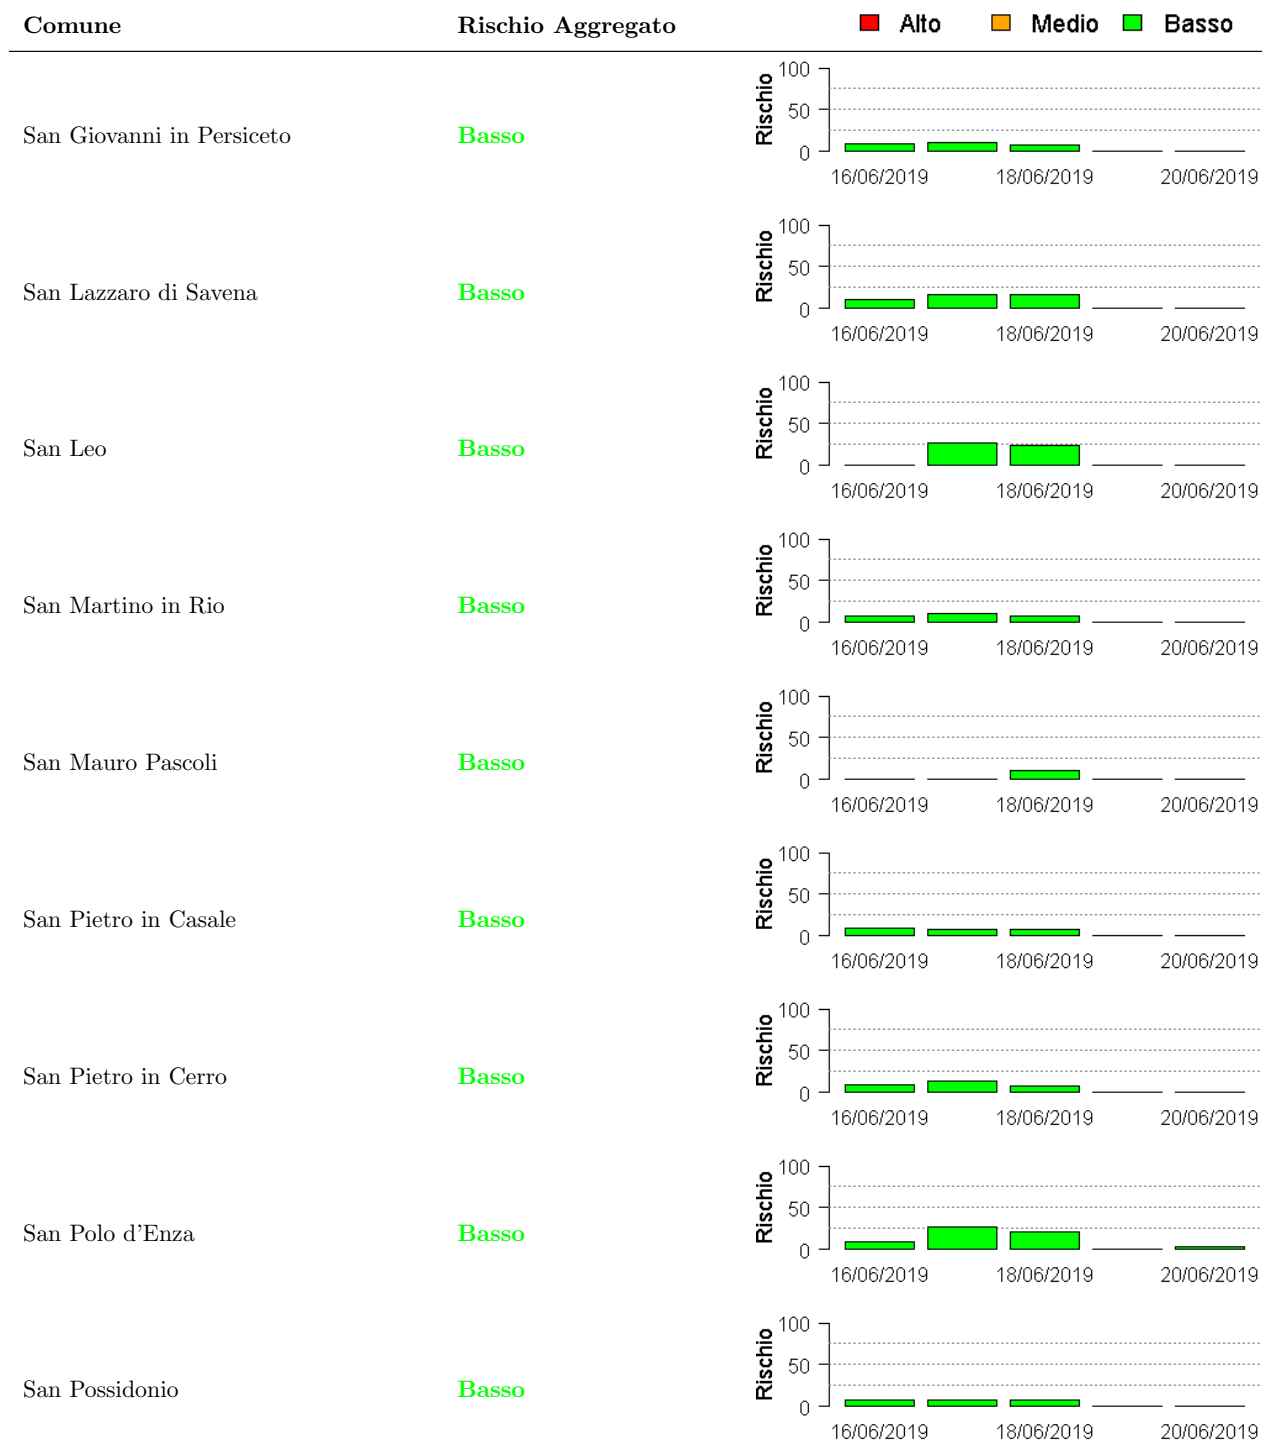 Comune Rischio Aggregato Alto Medio Basso
San Giovanni in Persiceto Basso Rischio 100 50 0
16/06/2019 18/06/2019 20/06/2019
San Lazzaro di Savena Basso Rischio 100 50 0
16/06/2019 18/06/2019 20/06/2019
San Leo Basso Rischio 100 50 0
16/06/2019 18/06/2019 20/06/2019
San Martino in Rio Basso Rischio 100 50 0
16/06/2019 18/06/2019 20/06/2019
San Mauro Pascoli Basso Rischio 100 50 0
16/06/2019 18/06/2019 20/06/2019
San Pietro in Casale Basso Rischio 100 50 0
16/06/2019 18/06/2019 20/06/2019
San Pietro in Cerro Basso Rischio 100 50 0
16/06/2019 18/06/2019 20/06/2019
San Polo d'Enza Basso Rischio 100 50 0
16/06/2019 18/06/2019 20/06/2019
San Possidonio Basso Rischio 100 50 0
16/06/2019 18/06/2019 20/06/2019